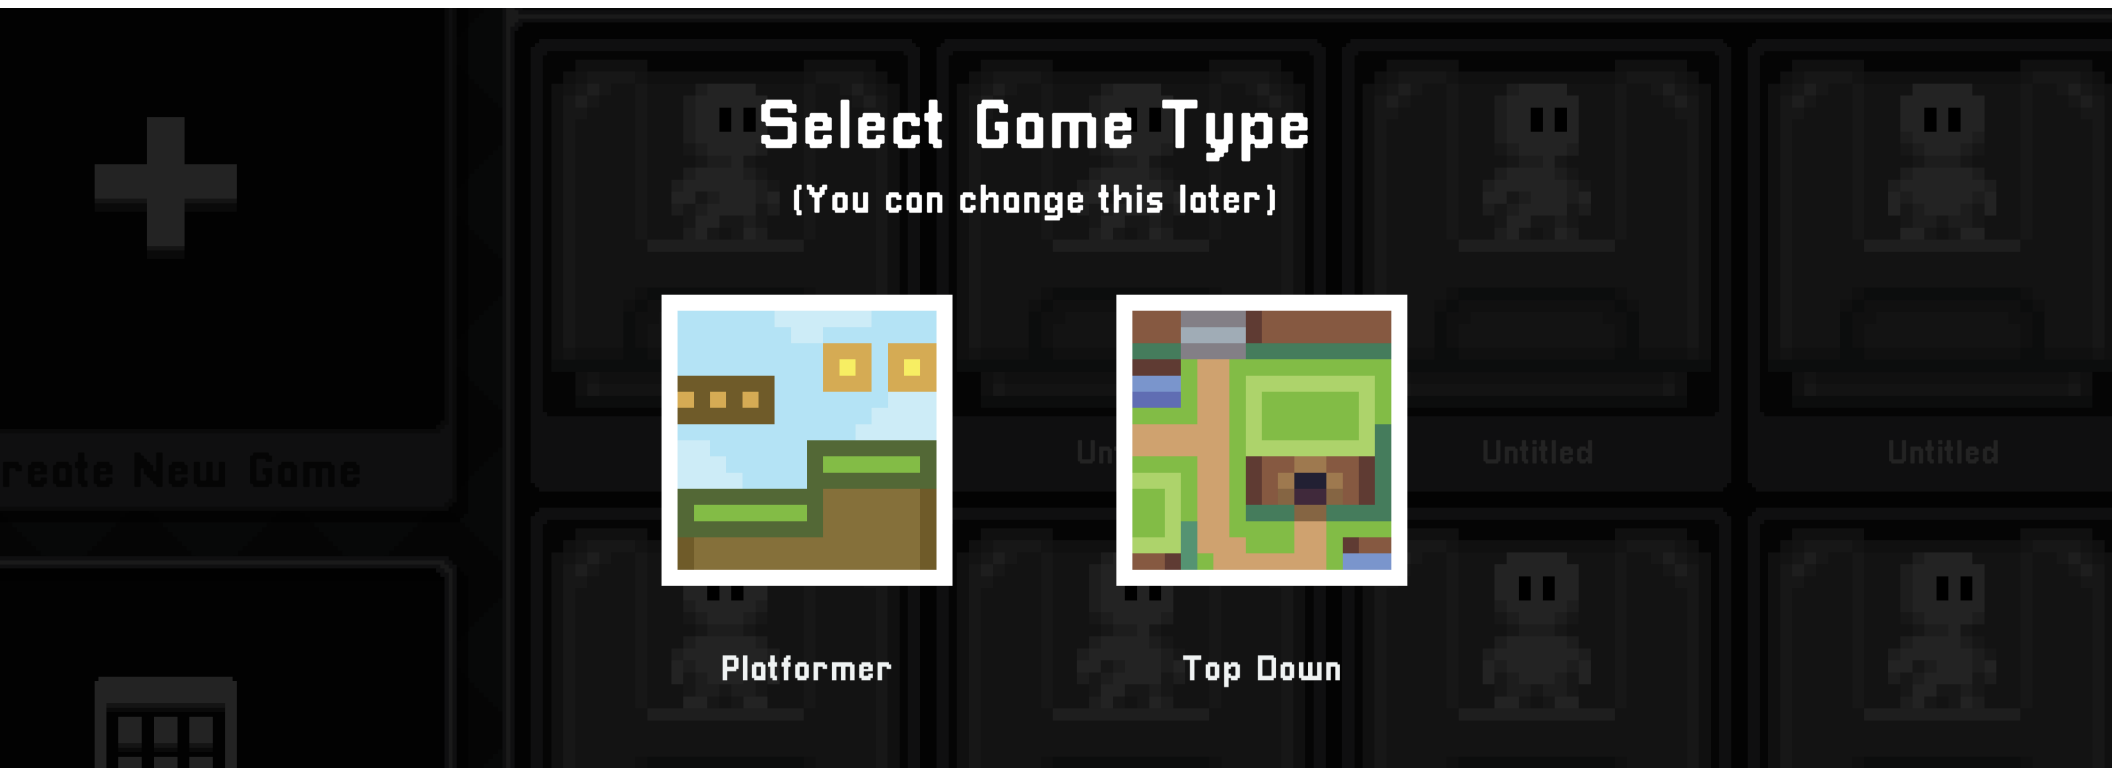 Select Game Type
(You can change this later)
Untitled
Untitled
reate New Game
Platformer
Top Down